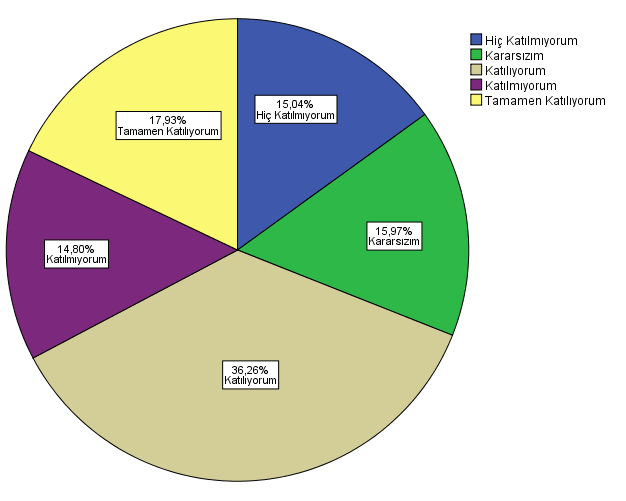 Hiç Katılmıyorum
Kararsızım
Katılıyorum
Katılmıyorum
Tamamen Katılıyorum
15,04%
Hiç Katılmıyorum
17,93%
Tamamen Katılıyorum
15,97%
Kararsızım
14,80%
Katılmıyorum
36,26%
Katılıyorum